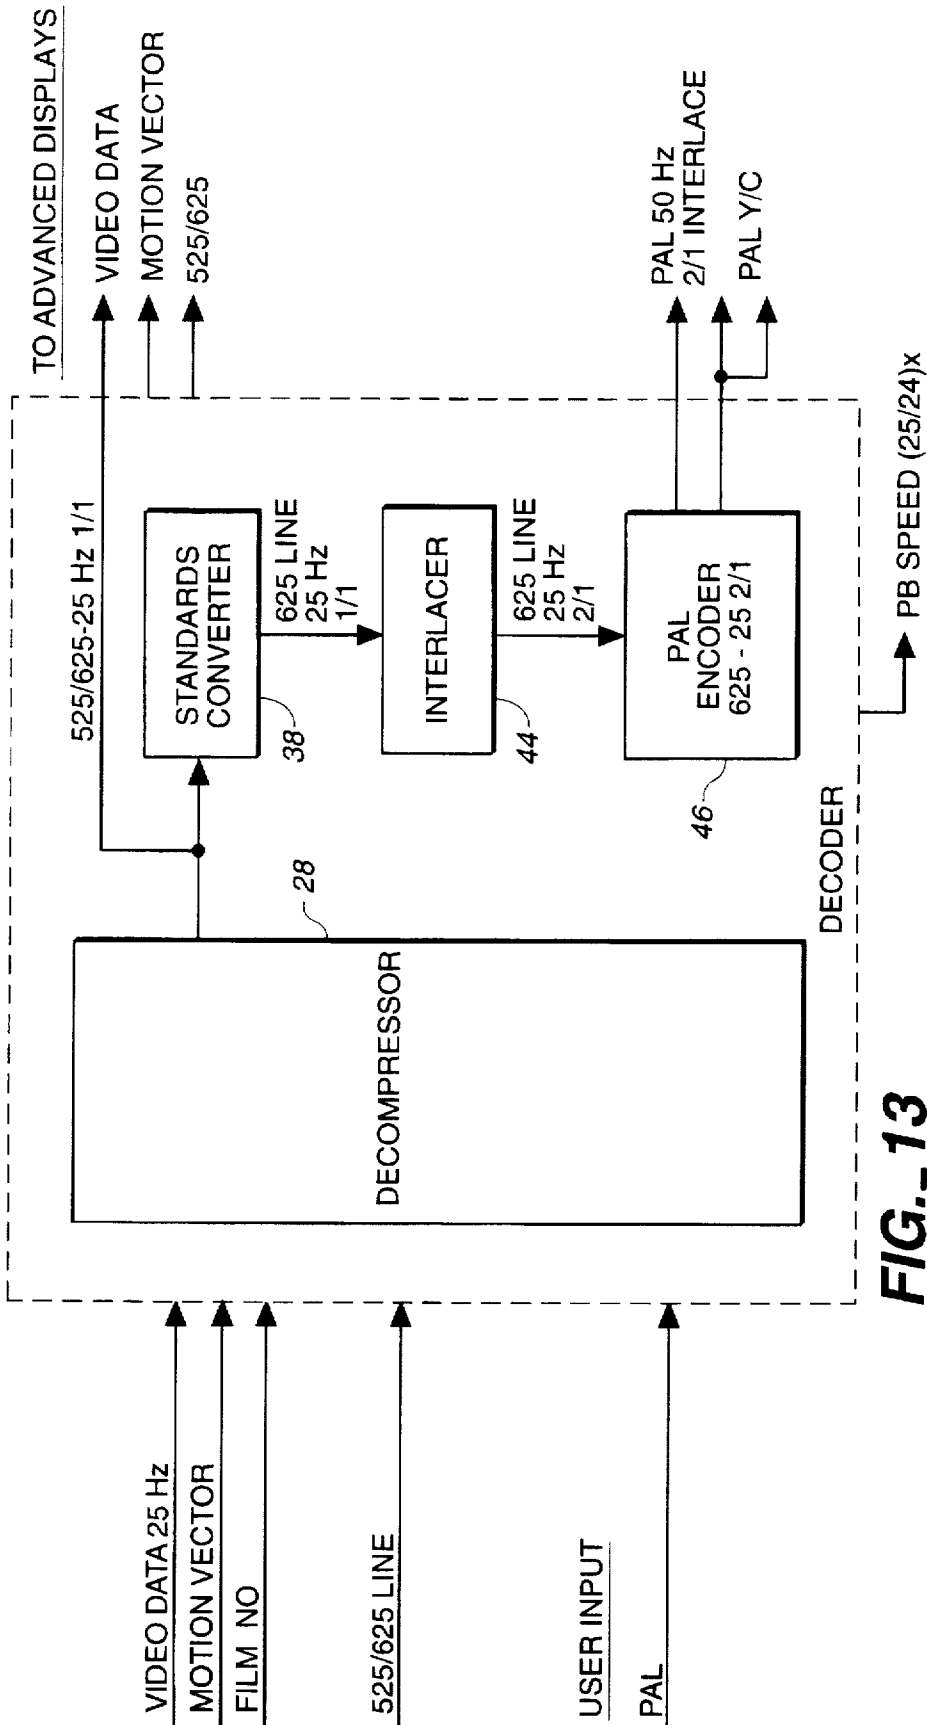 TO ADVANCED DISPLAYS
VIDEO DATA
MOTION VECTOR
525/625
525/625-25 Hz 1/1
VIDEO DATA 25 Hz
MOTION VECTOR
FILM NO
525/625 LINE
USER INPUT
PAL
DECOMPRESSOR
28
STANDARDS
CONVERTER
38
625 LINE
25 Hz
1/1
INTERLACER
44
625 LINE
25 Hz
2/1
PAL
ENCODER
625 - 25 2/1
46
PAL 50 Hz
2/1 INTERLACE
PAL Y/C
DECODER
PB SPEED (25/24)x
FIG._13